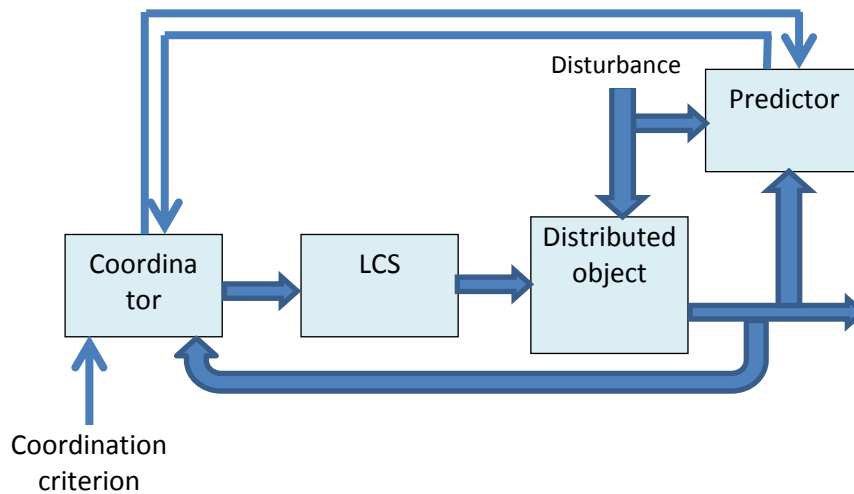 Disturbance
Predictor
Coordina
tor
LCS
Distributed
object
Coordination
criterion